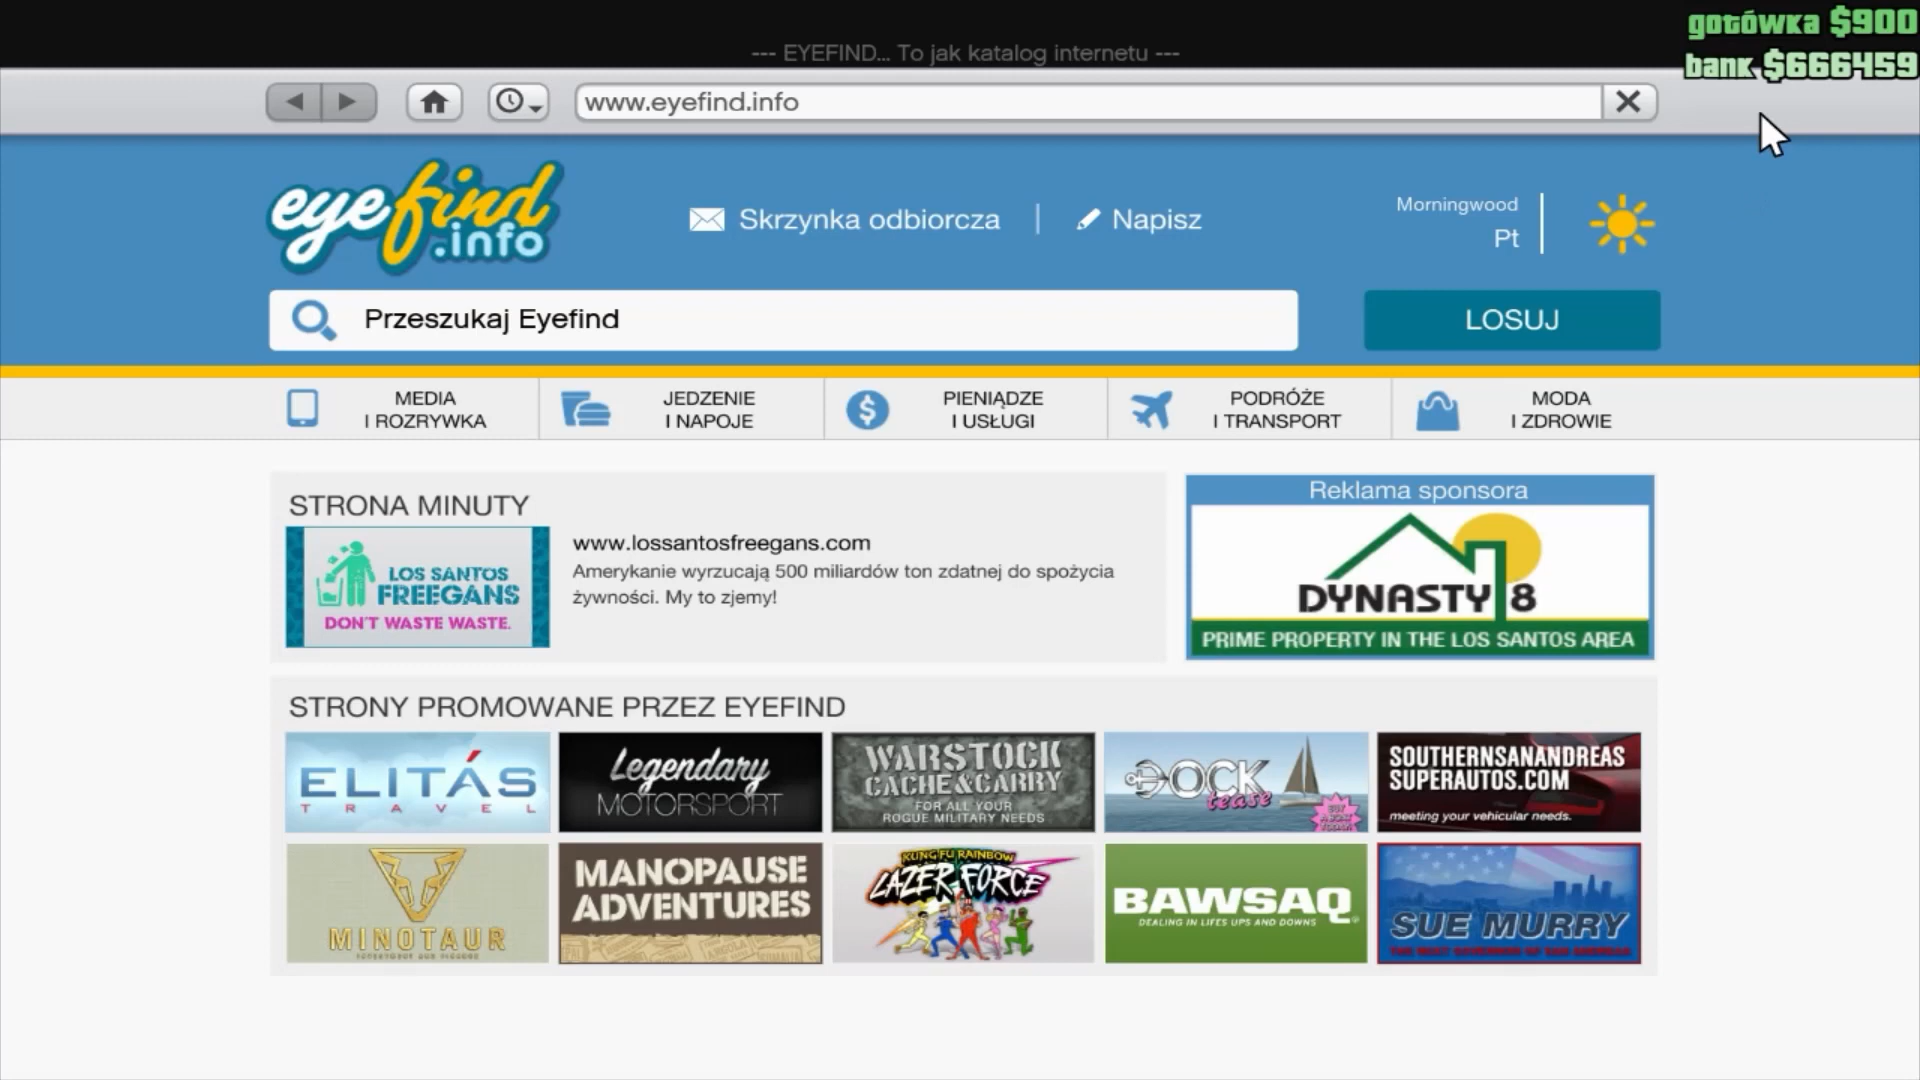 gotówka $900
--- EYEFIND... To jak katalog internetu ---
bank $666459
www.eyefind.info
eyefind
.info
Skrzynka odbiorcza
Napisz
Morningwood
Pt
Przeszukaj Eyefind
LOSUJ
MEDIA
I ROZRYWKA
JEDZENIE
I NAPOJE
PIENIĄDZE
I USŁUGI
PODRÓŻE
I TRANSPORT
MODA
I ZDROWIE
STRONA MINUTY
LOS SANTOS
FREEGANS
DON'T WASTE WASTE.
www.lossantosfreegans.com
Amerykanie wyrzucają 500 miliardów ton zdatnej do spożycia
żywności. My to zjemy!
Reklama sponsora
DYNASTY 8
PRIME PROPERTY IN THE LOS SANTOS AREA
STRONY PROMOWANE PRZEZ EYEFIND
ELITÁS
TRAVEL
Legendary
MOTORSPORT
WARSTOCK
CACHE & CARRY
FOR ALL YOUR
ROGUE MILITARY NEEDS
DOCK
tease
SOUTHERNSANANDREAS
SUPERAUTOS.COM
meeting your vehicular needs.
MINOTAUR
MANOPAUSE
ADVENTURES
KUNG FU RAINBOW
LAZER FORCE
BAWSAQ
DEALING IN LIFES UPS AND DOWNS
SUE MURRY